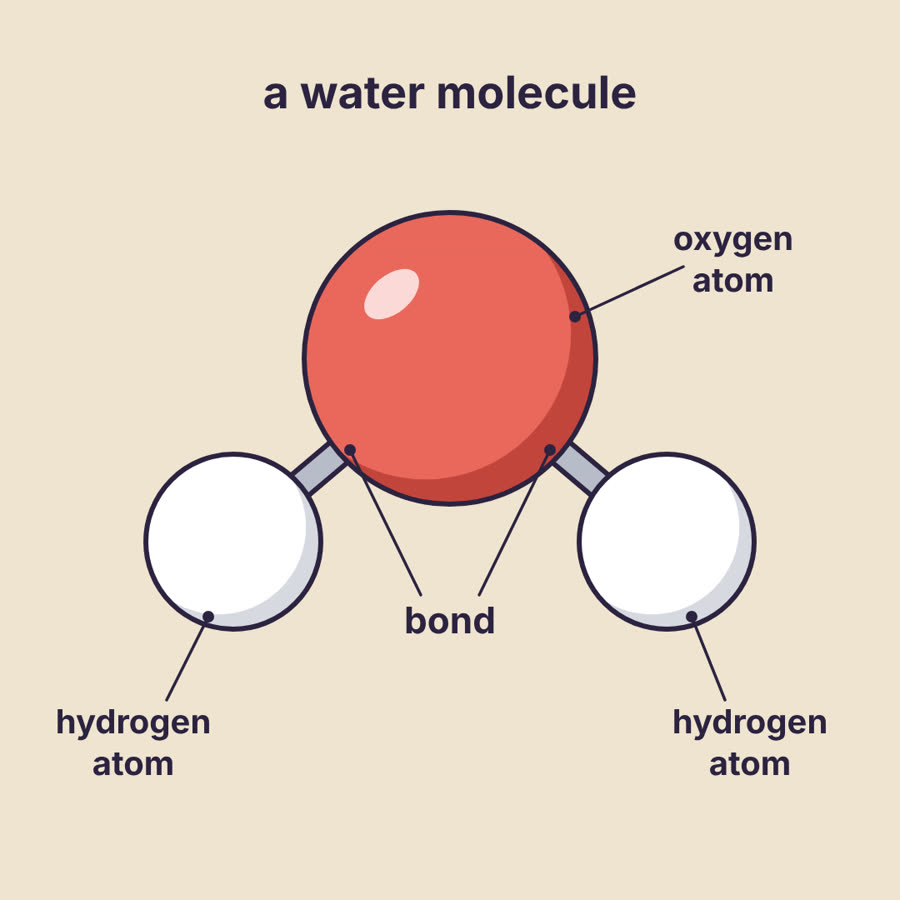 a water molecule
oxygen
atom
bond
hydrogen
atom
hydrogen
atom